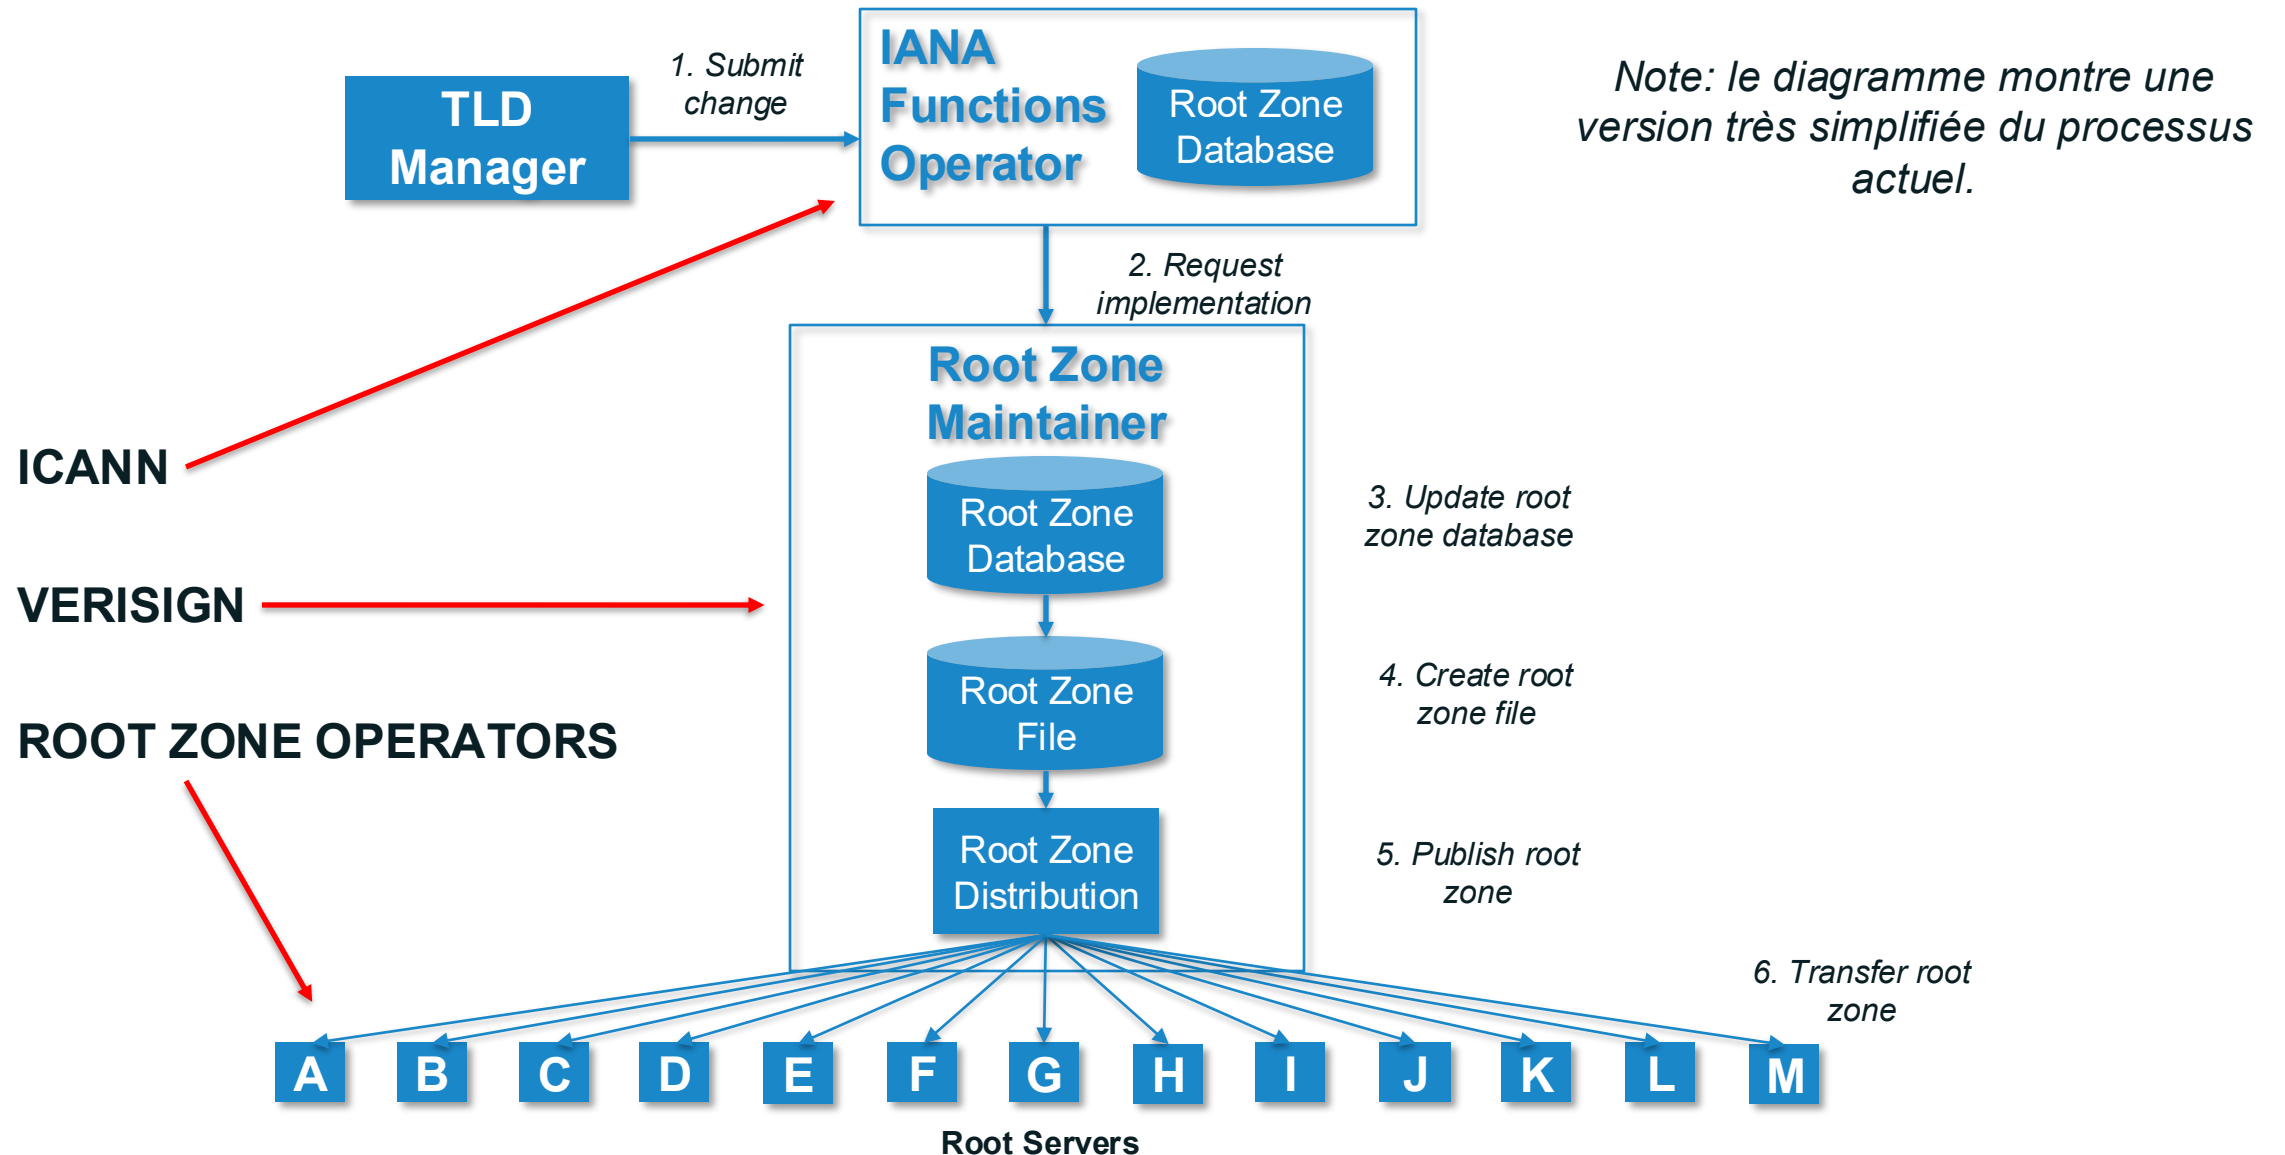 TLD
Manager
1. Submit
change
IANA
Functions
Operator
Root Zone
Database
Note: le diagramme montre une
version très simplifiée du processus
actuel.
2. Request
implementation
Root Zone
Maintainer
ICANN
Root Zone
Database
3. Update root
zone database
VERISIGN
Root Zone
File
4. Create root
zone file
ROOT ZONE OPERATORS
Root Zone
Distribution
5. Publish root
zone
6. Transfer root
zone
A B C D E F G H I J K L M
Root Servers